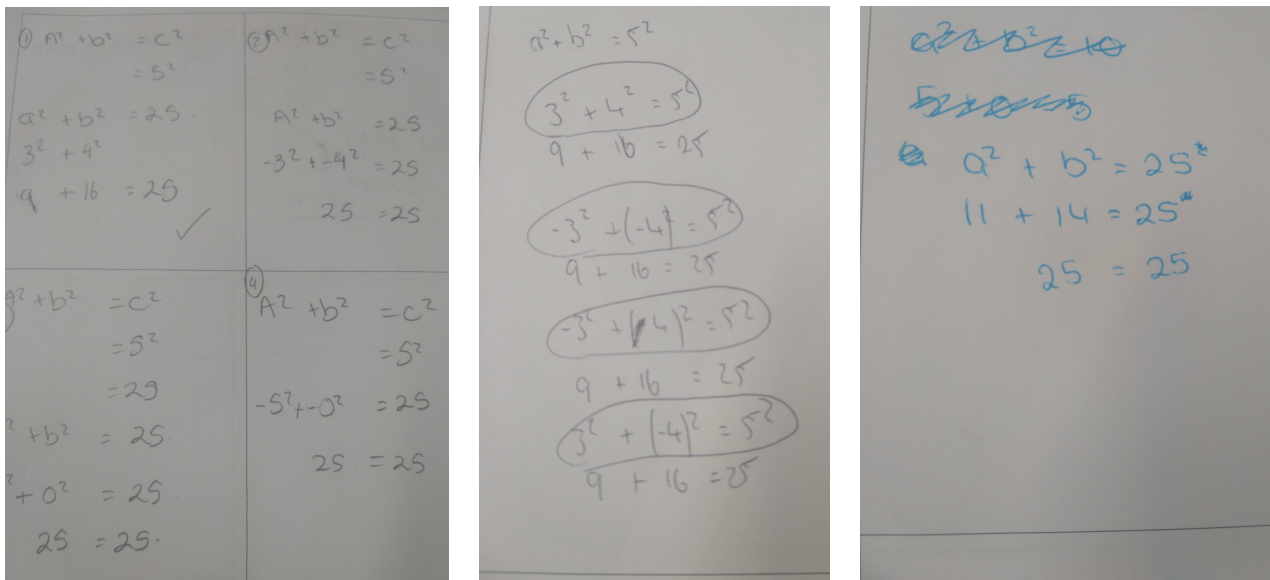 ① A² + b² = c²
= 5²
a² + b² = 25
3² + 4²
9 + 16 = 25
② A² + b² = c²
= 5²
A² + b² = 25
-3² + -4² = 25
25 = 25
A² + b² = c²
= 5²
= 25
² + b² = 25.
² + 0² = 25
25 = 25.
④
A² + b² = c²
= 5²
-5² + -0² = 25
25 = 25
a² + b² = 5²
3² + 4² = 5²
9 + 16 = 25
-3² + (-4)² = 5²
9 + 16 = 25
-3² + (4)² = 5²
9 + 16 = 25
3² + (-4)² = 5²
9 + 16 = 25
a² + b² = 25
11 + 14 = 25
25 = 25